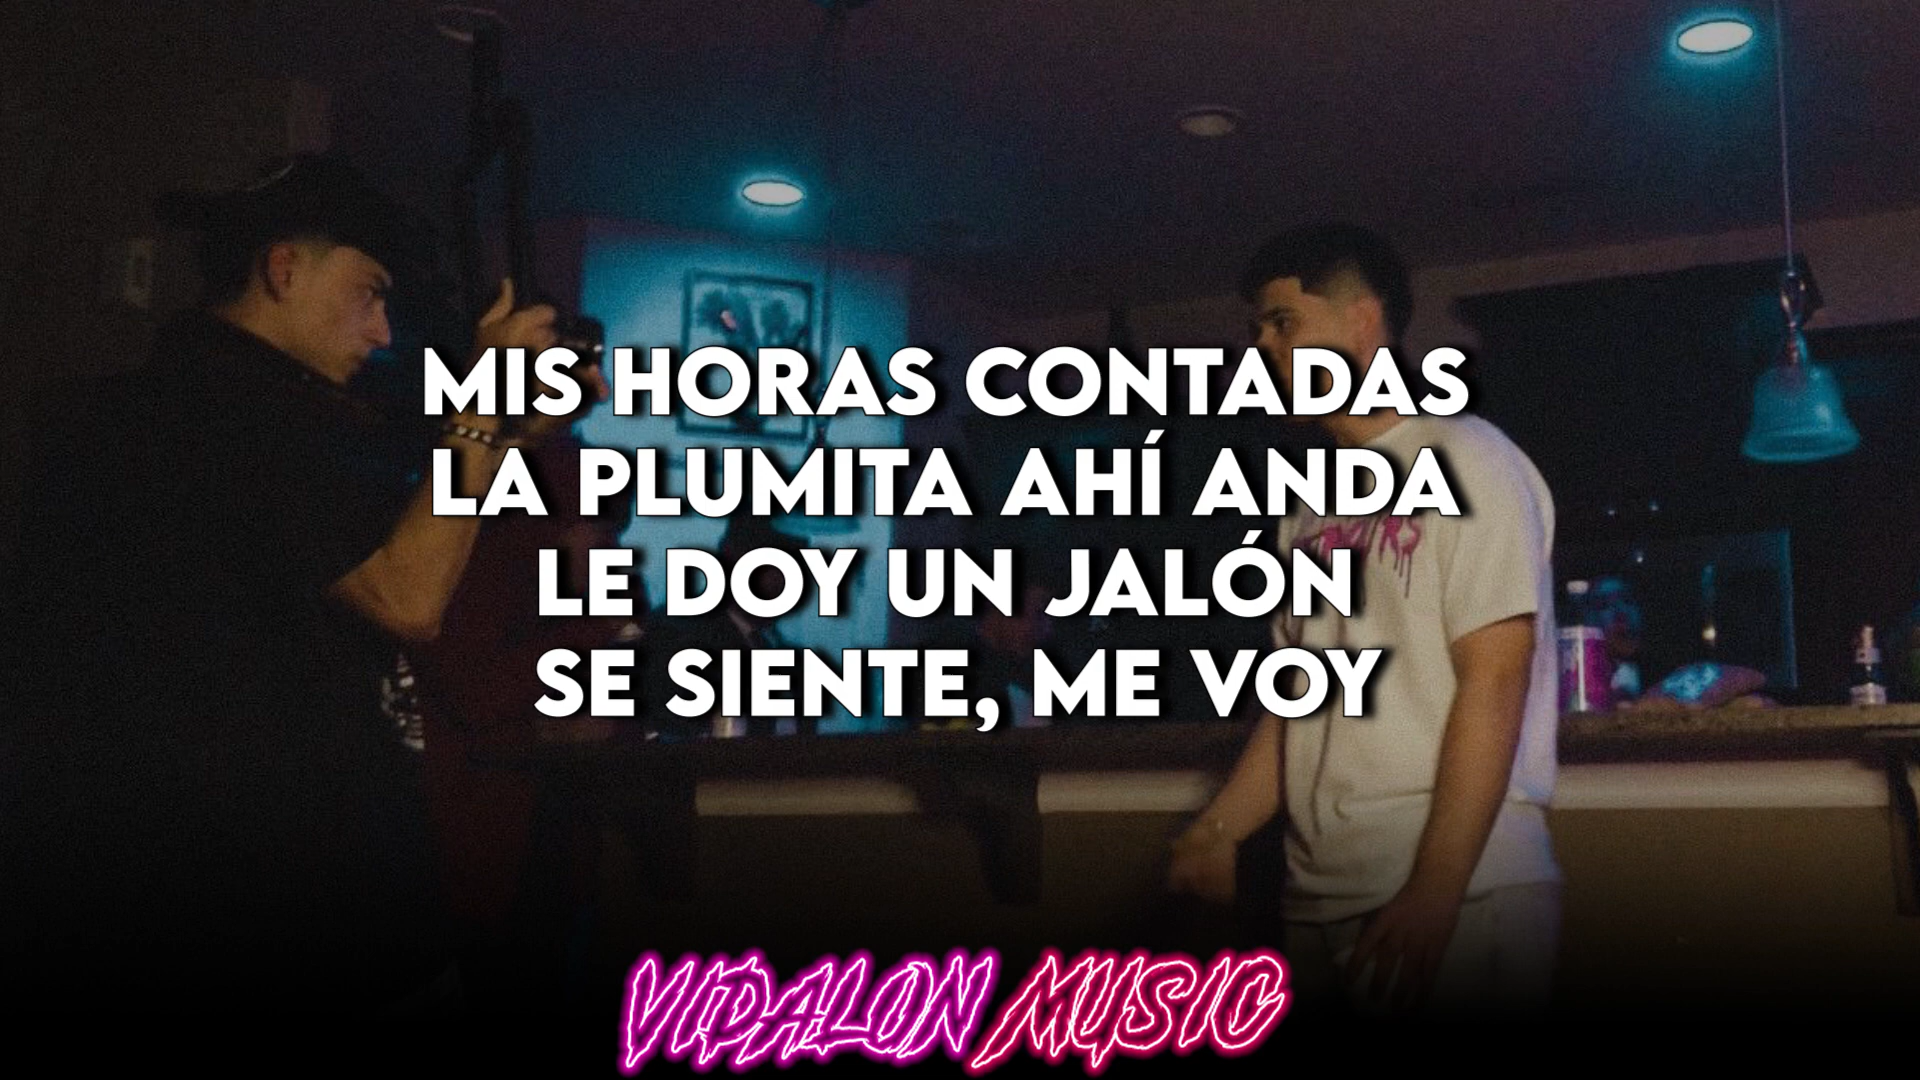 MIS HORAS CONTADAS
LA PLUMITA AHÍ ANDA
LE DOY UN JALÓN
SE SIENTE, ME VOY
VIDALON MUSIC